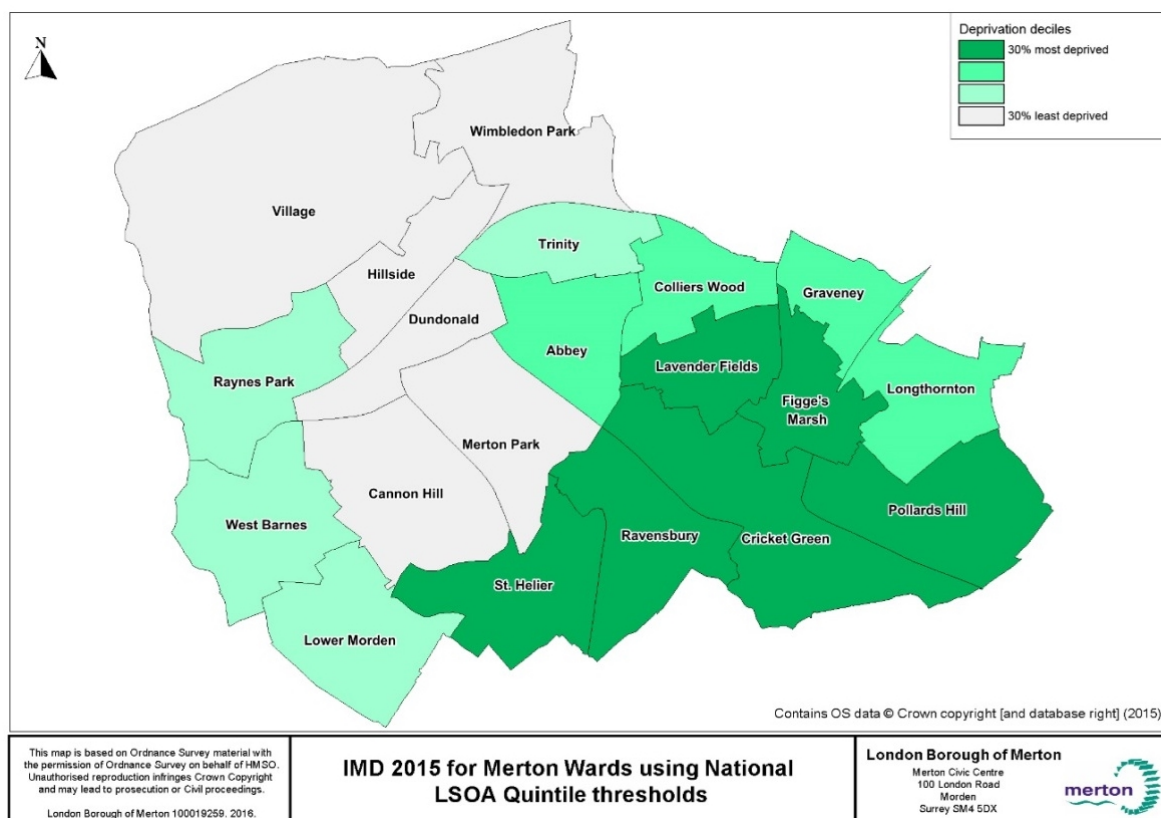 Deprivation deciles
30% most deprived
30% least deprived
N
Wimbledon Park
Village
Trinity
Hillside
Colliers Wood
Graveney
Dundonald
Abbey
Lavender Fields
Raynes Park
Longthornton
Figge's
Marsh
Merton Park
Cannon Hill
Pollards Hill
West Barnes
Ravensbury
Cricket Green
St. Helier
Lower Morden
Contains OS data © Crown copyright [and database right] (2015)
This map is based on Ordnance Survey material with
the permission of Ordnance Survey on behalf of HMSO.
Unauthorised reproduction infringes Crown Copyright
and may lead to prosecution or Civil proceedings.
London Borough of Merton 100019259. 2016.
IMD 2015 for Merton Wards using National
LSOA Quintile thresholds
London Borough of Merton
Merton Civic Centre
100 London Road
Morden
Surrey SM4 5DX
merton